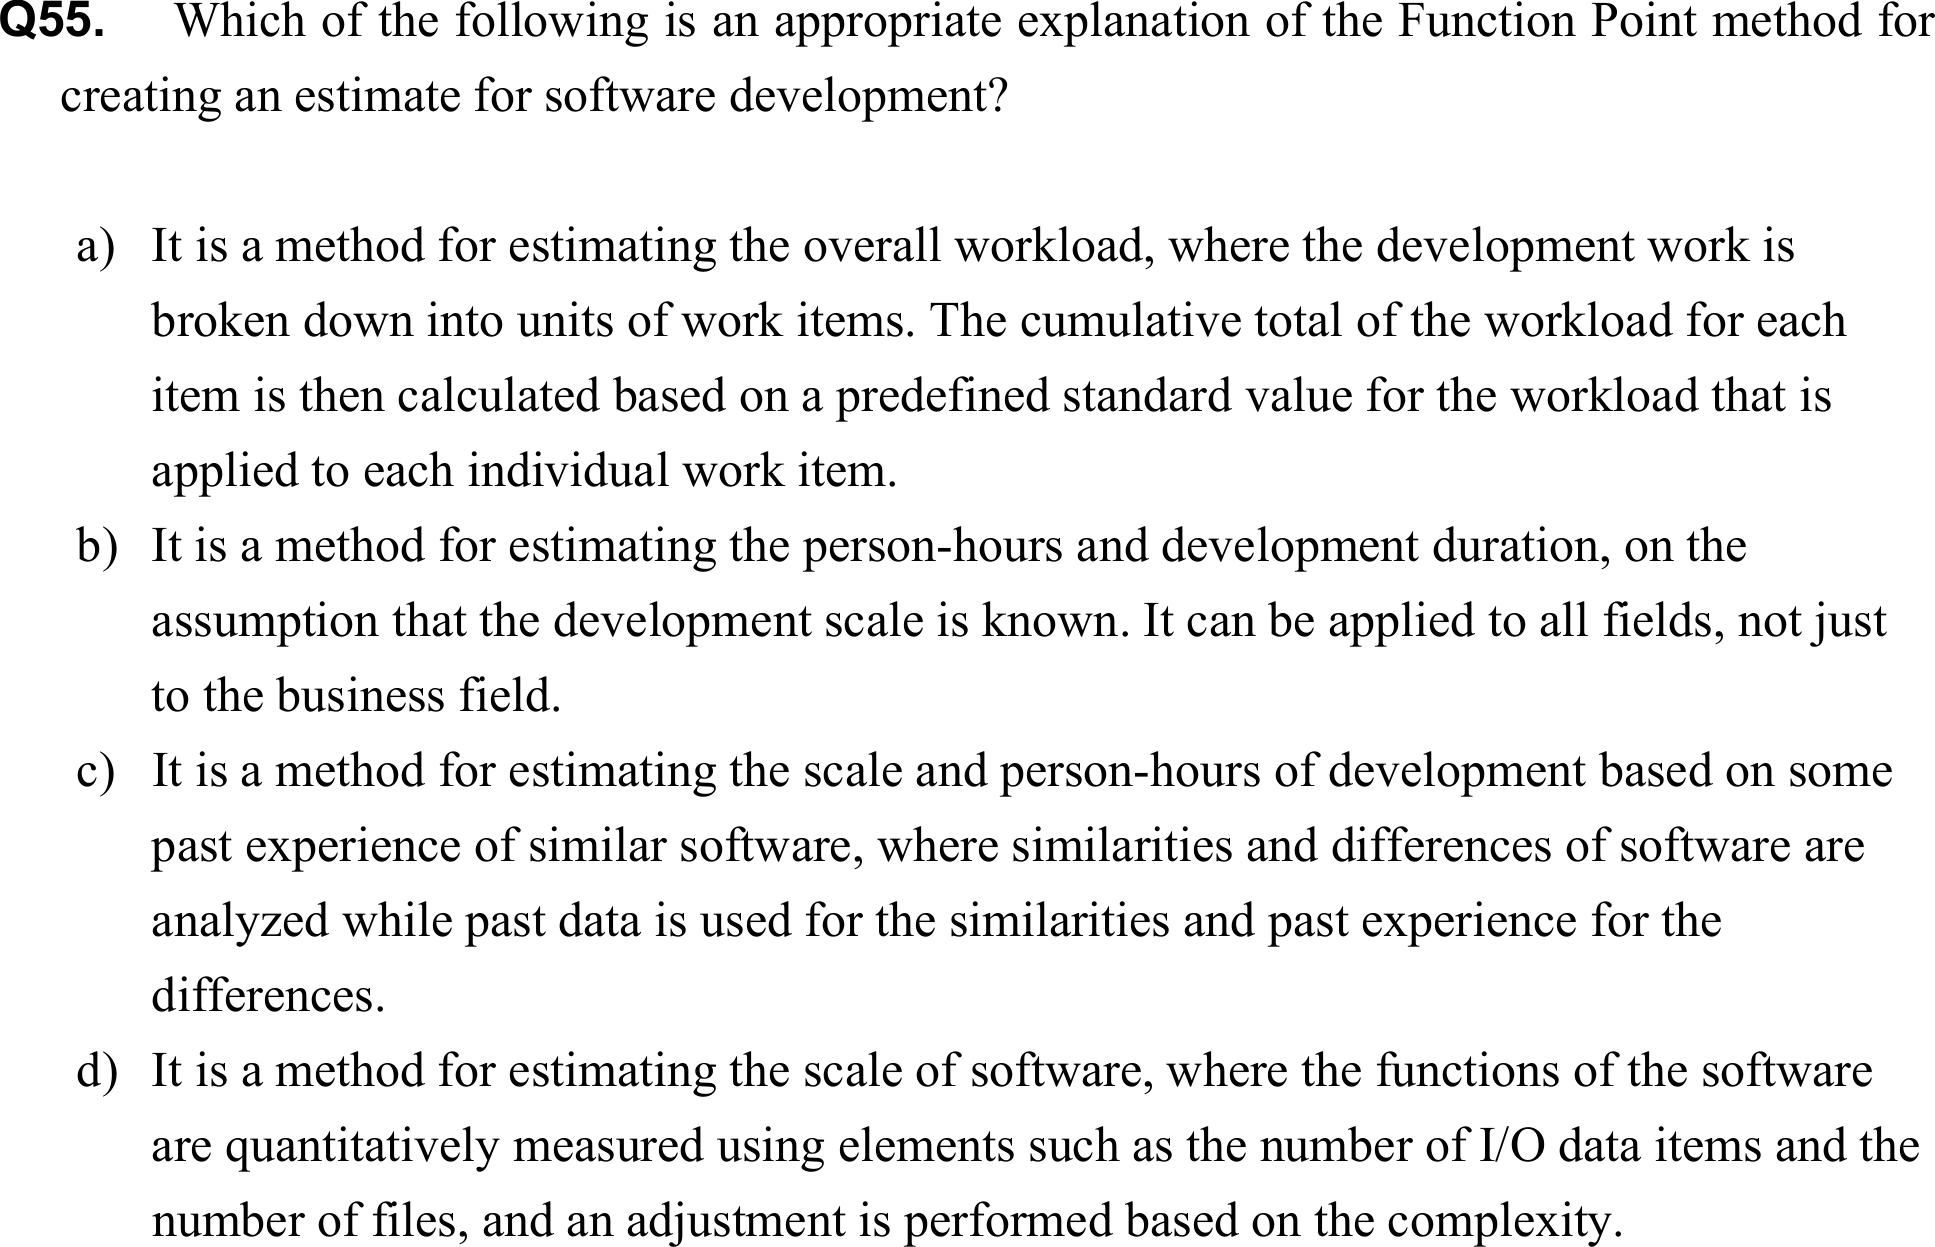 Q55. Which of the following is an appropriate explanation of the Function Point method for
creating an estimate for software development?
a) It is a method for estimating the overall workload, where the development work is
broken down into units of work items. The cumulative total of the workload for each
item is then calculated based on a predefined standard value for the workload that is
applied to each individual work item.
b) It is a method for estimating the person-hours and development duration, on the
assumption that the development scale is known. It can be applied to all fields, not just
to the business field.
c) It is a method for estimating the scale and person-hours of development based on some
past experience of similar software, where similarities and differences of software are
analyzed while past data is used for the similarities and past experience for the
differences.
d) It is a method for estimating the scale of software, where the functions of the software
are quantitatively measured using elements such as the number of I/O data items and the
number of files, and an adjustment is performed based on the complexity.